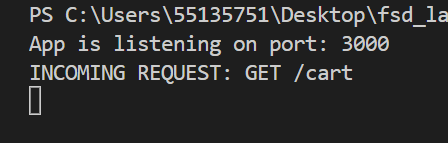 PS C:\Users\55135751\Desktop\fsd_la
App is listening on port: 3000
INCOMING REQUEST: GET /cart